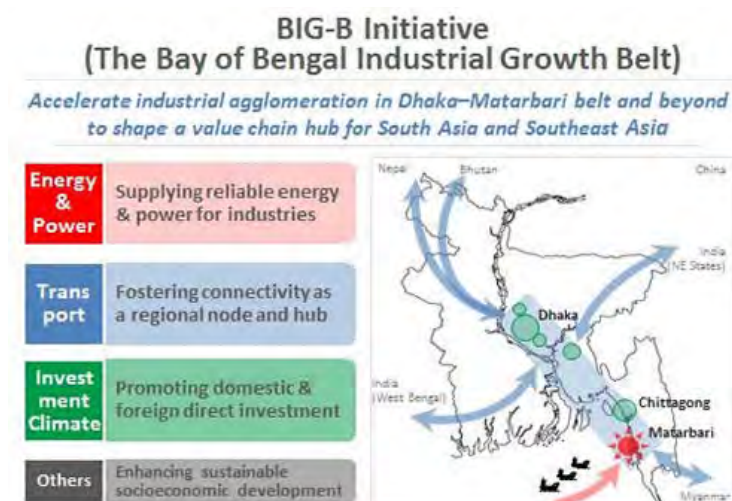 BIG-B Initiative
(The Bay of Bengal Industrial Growth Belt)
Accelerate industrial agglomeration in Dhaka–Matarbari belt and beyond
to shape a value chain hub for South Asia and Southeast Asia
Energy
&
Power
Supplying reliable energy
& power for industries
Trans
port
Fostering connectivity as
a regional node and hub
Invest
ment
Climate
Promoting domestic &
foreign direct investment
Others
Enhancing sustainable
socioeconomic development
Nepal
Bhutan
China
India
(NE States)
Dhaka
India
(West Bengal)
Chittagong
Matarbari
Myanmar